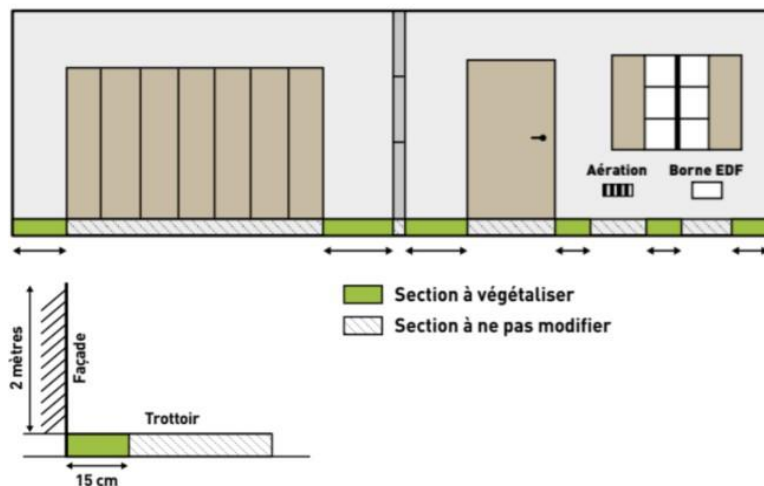 Aération
Borne EDF
Section à végétaliser
Section à ne pas modifier
2 mètres
Façade
Trottoir
15 cm